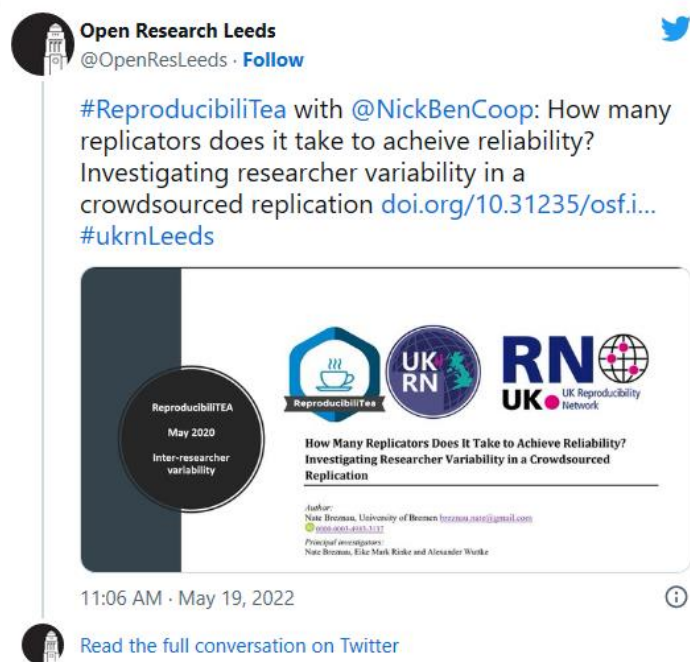 Open Research Leeds
@OpenResLeeds · Follow
#ReproducibiliTea with @NickBenCoop: How many
replicators does it take to acheive reliability?
Investigating researcher variability in a
crowdsourced replication doi.org/10.31235/osf.i...
#ukrnLeeds
ReproducibiliTEA
May 2020
Inter-researcher
variability
ReproducibiliTea
UK
RN
RN
UK
UK Reproducibility
Network
How Many Replicators Does It Take to Achieve Reliability?
Investigating Researcher Variability in a Crowdsourced
Replication
Author:
Nate Breznau, University of Bremen breznau.nate@gmail.com
Principal investigators:
Nate Breznau, Eike Mark Rinke and Alexander Wuttke
11:06 AM · May 19, 2022
Read the full conversation on Twitter